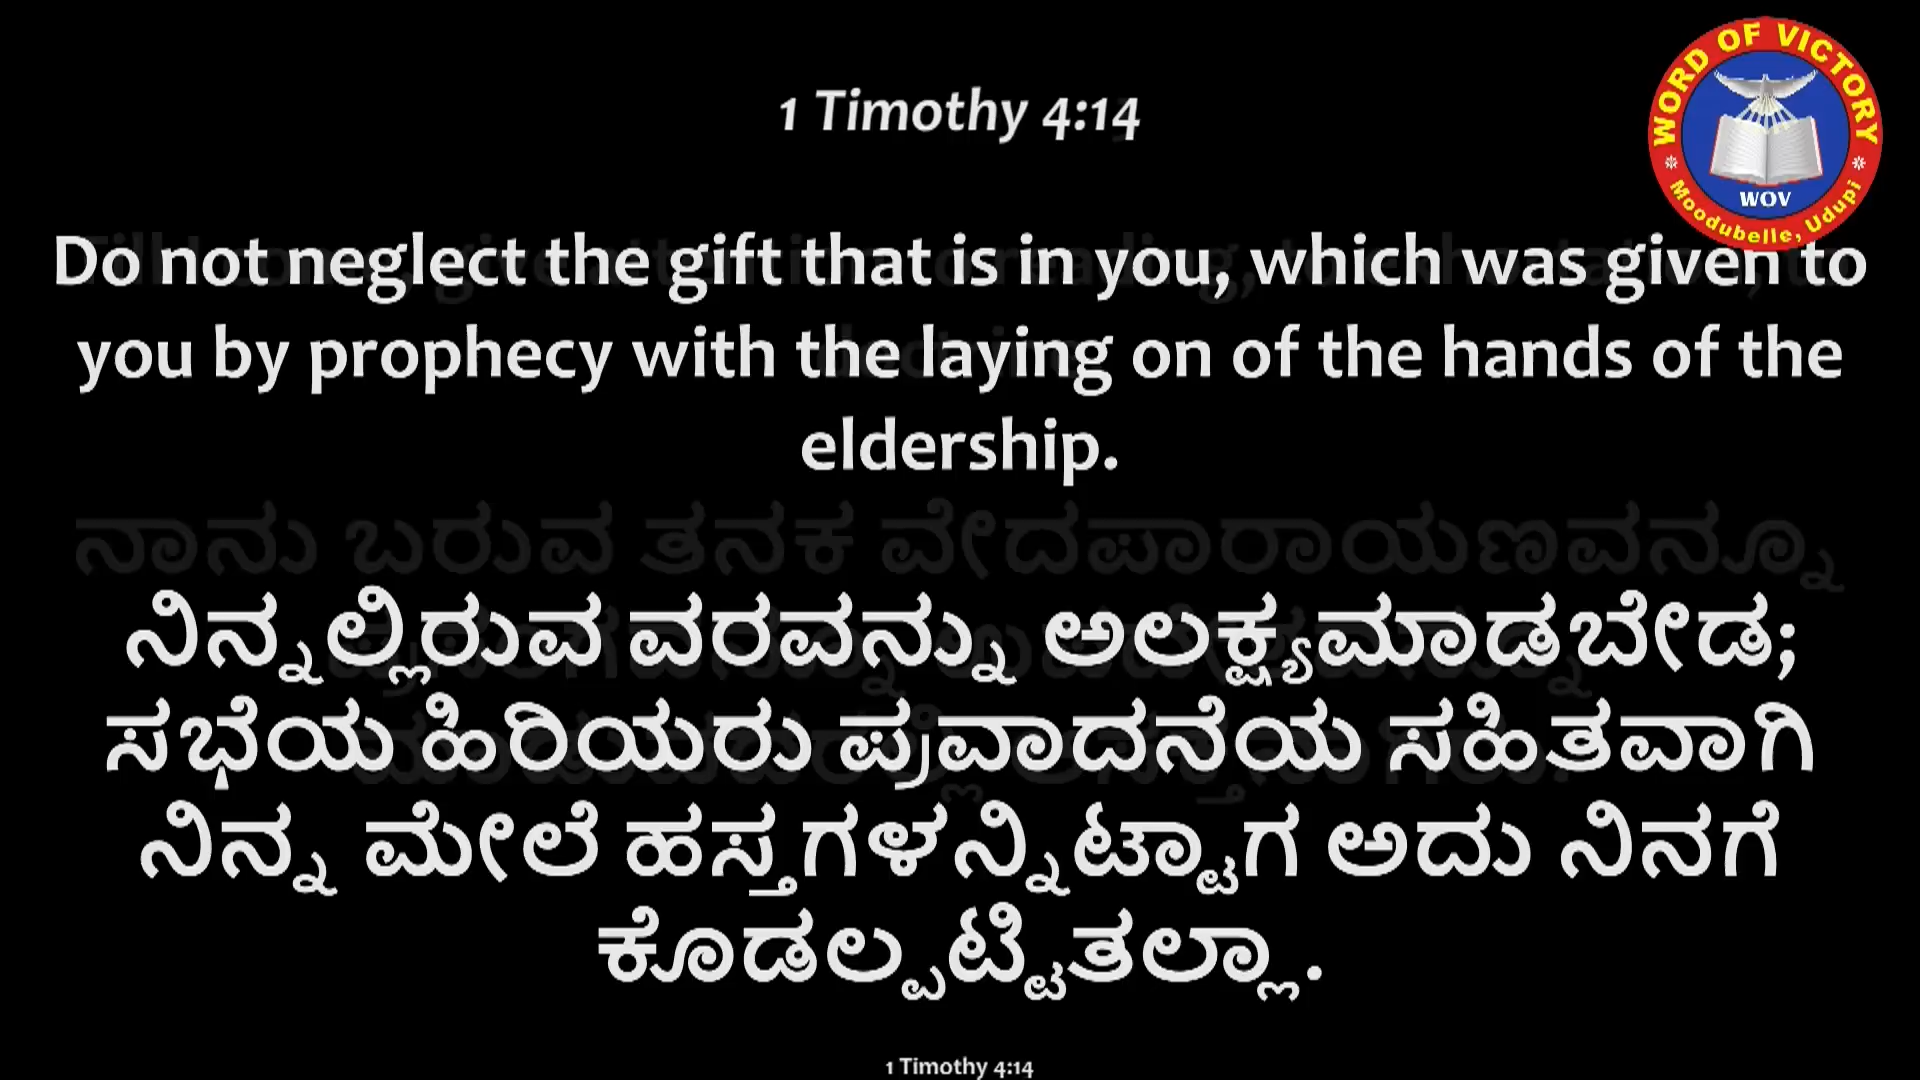 1 Timothy 4:14
WORD OF VICTORY
WOV
Moodubelle, Udupi
Do not neglect the gift that is in you, which was given to
you by prophecy with the laying on of the hands of the
eldership.
ನಾನು ಬರುವ ತನಕ ವೇದಪಾರಾಯಣವನ್ನೂ
ನಿನ್ನಲ್ಲಿರುವ ವರವನ್ನು ಅಲಕ್ಷ್ಯಮಾಡಬೇಡ;
ಸಭೆಯ ಹಿರಿಯರು ಪ್ರವಾದನೆಯ ಸಹಿತವಾಗಿ
ನಿನ್ನ ಮೇಲೆ ಹಸ್ತಗಳನ್ನಿಟ್ಟಾಗ ಅದು ನಿನಗೆ
ಕೊಡಲ್ಪಟ್ಟಿತಲ್ಲಾ.
1 Timothy 4:14